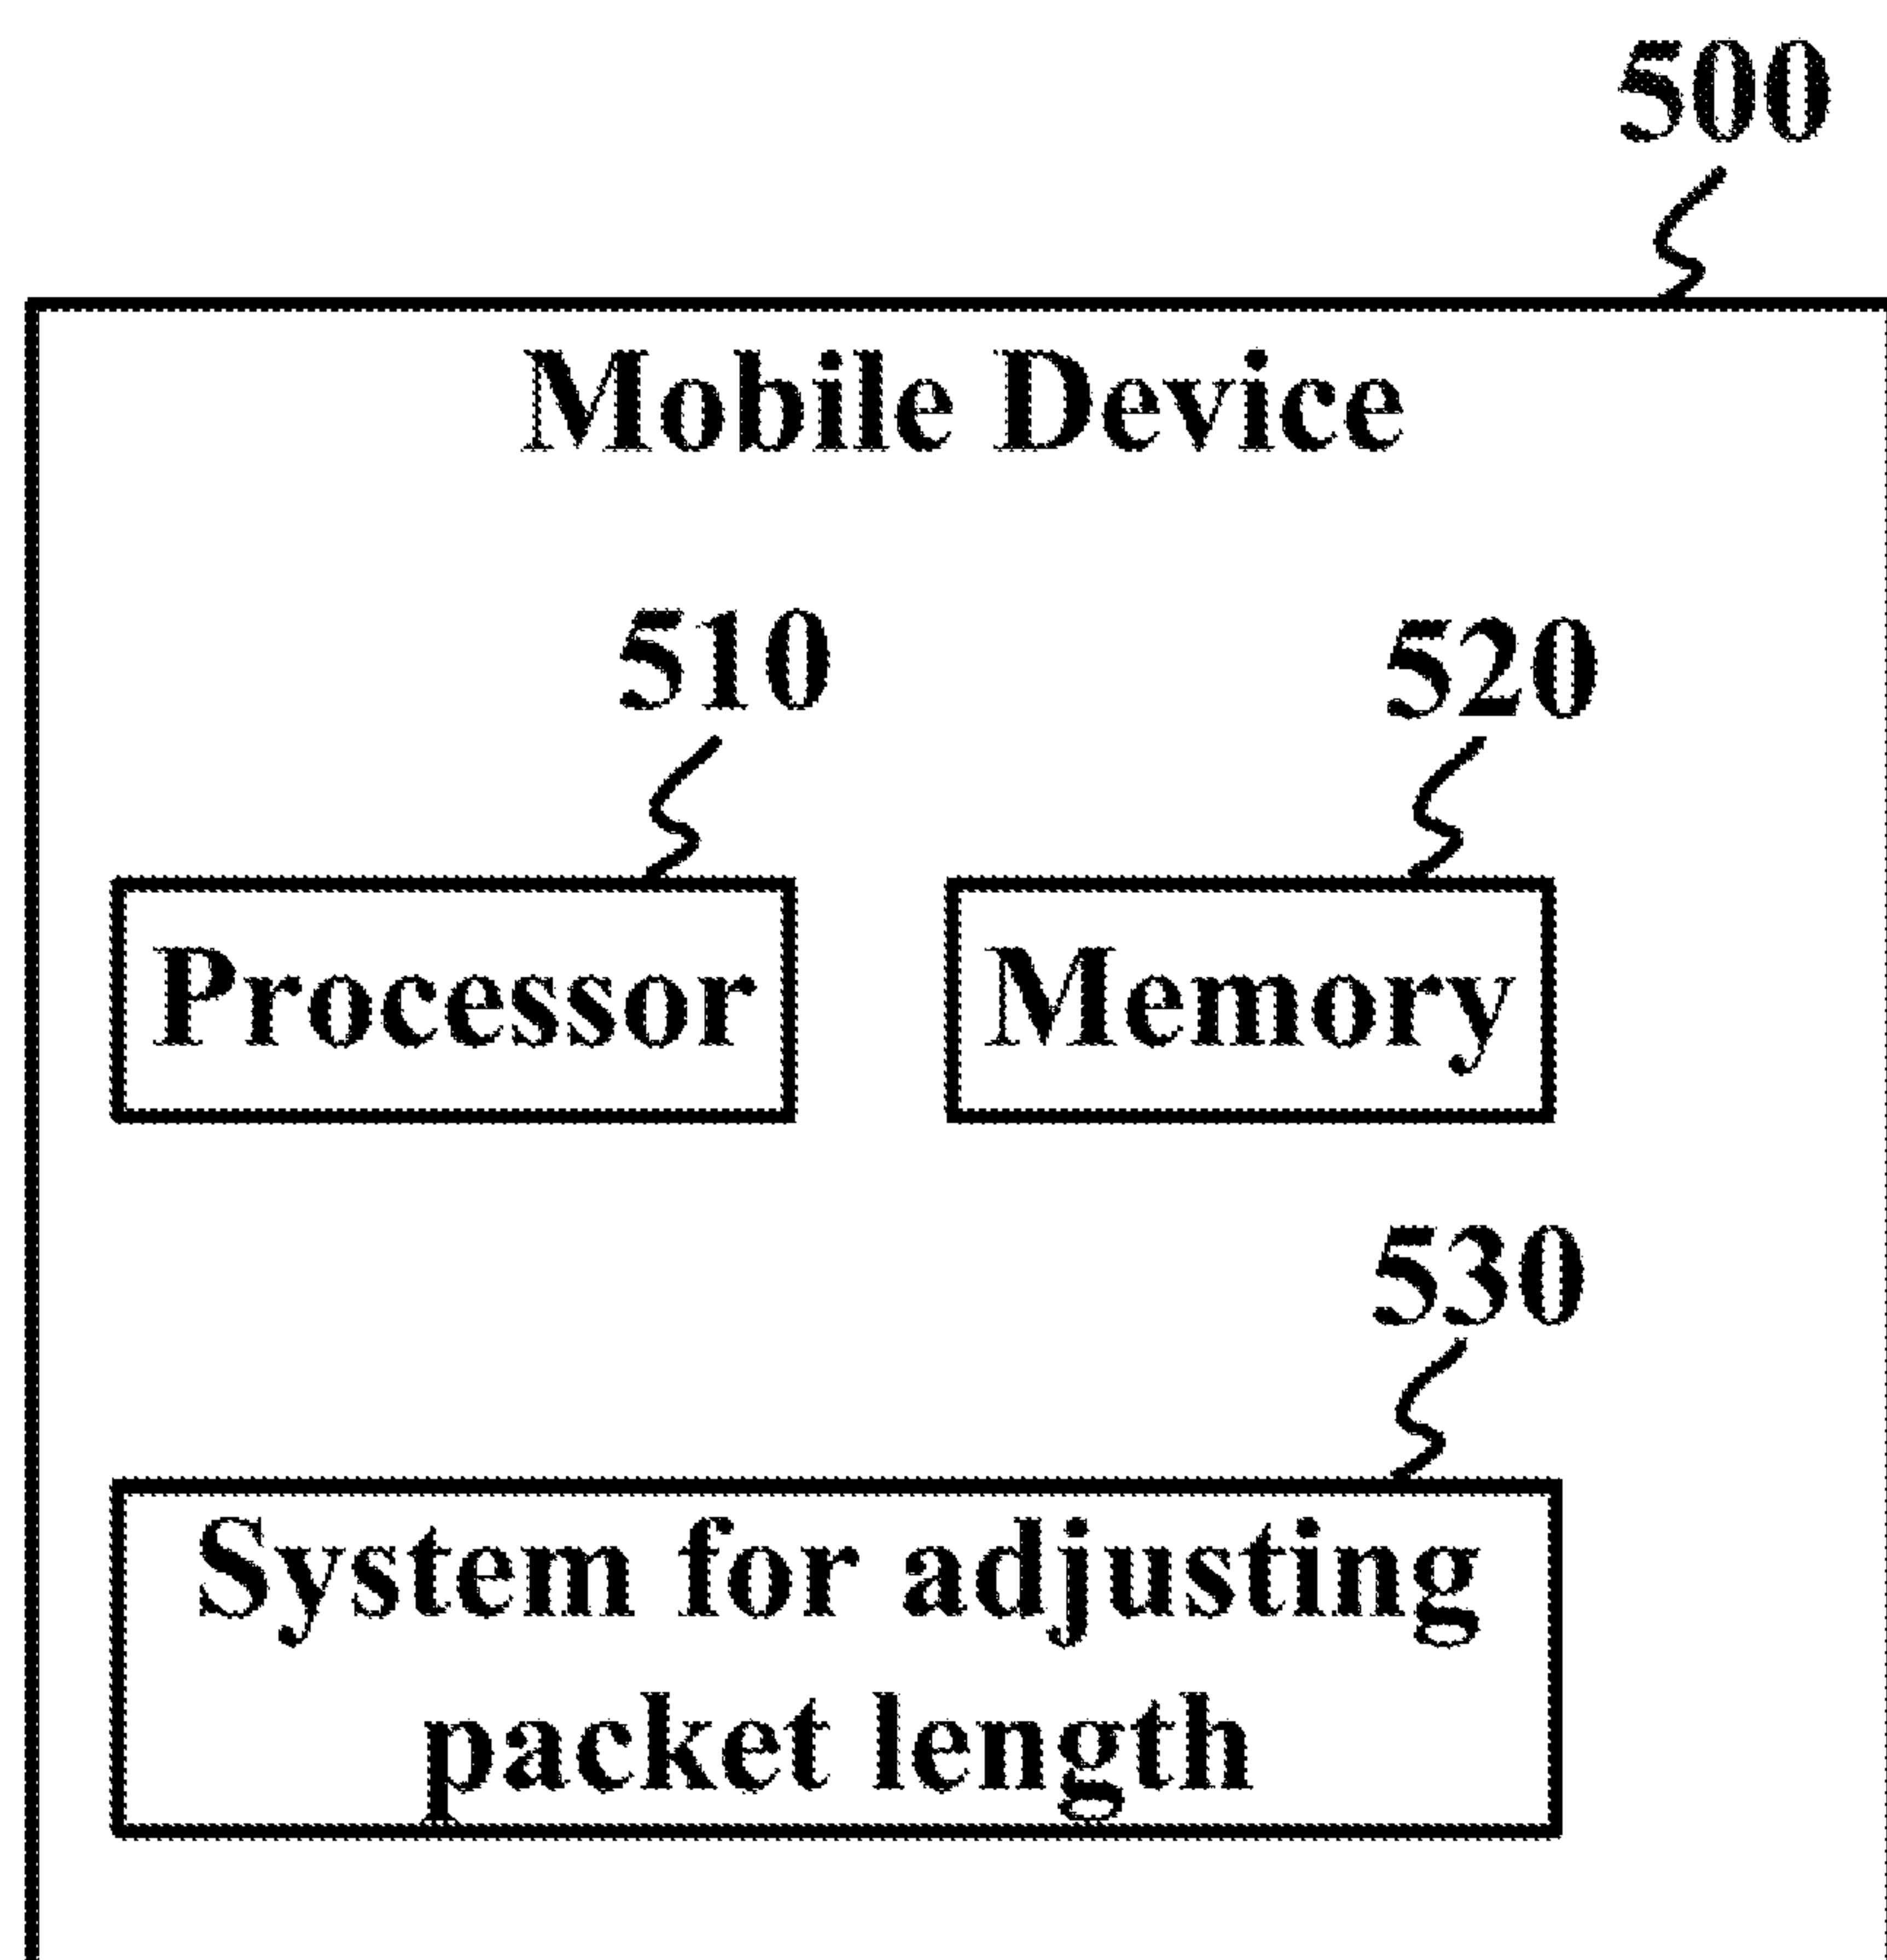 500
Mobile Device
510
520
Processor
Memory
530
System for adjusting
packet length